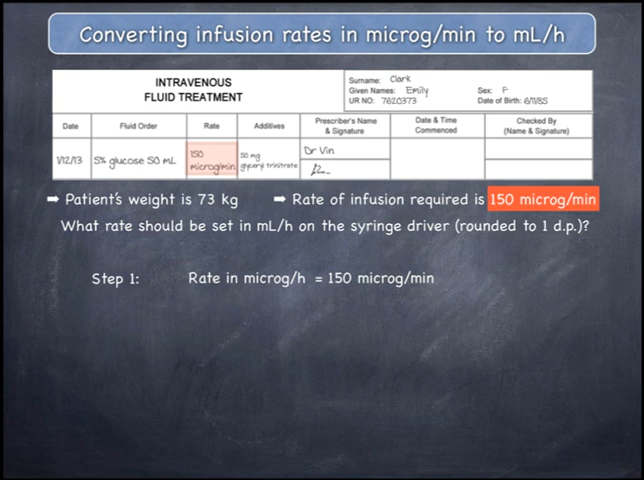 Converting infusion rates in microg/min to mL/h
INTRAVENOUS
FLUID TREATMENT
Surname: Clark
Given Names: Emily Sex: F
UR NO: 7620373 Date of Birth: 6/11/85
Date Fluid Order Rate Additives Prescriber's Name & Signature Date & Time Commenced Checked By (Name & Signature)
1/12/13 5% glucose 50 mL 150 microg/min 50 mg glyceryl trinitrate Dr Vin
➡ Patient's weight is 73 kg ➡ Rate of infusion required is 150 microg/min
What rate should be set in mL/h on the syringe driver (rounded to 1 d.p.)?
Step 1: Rate in microg/h = 150 microg/min